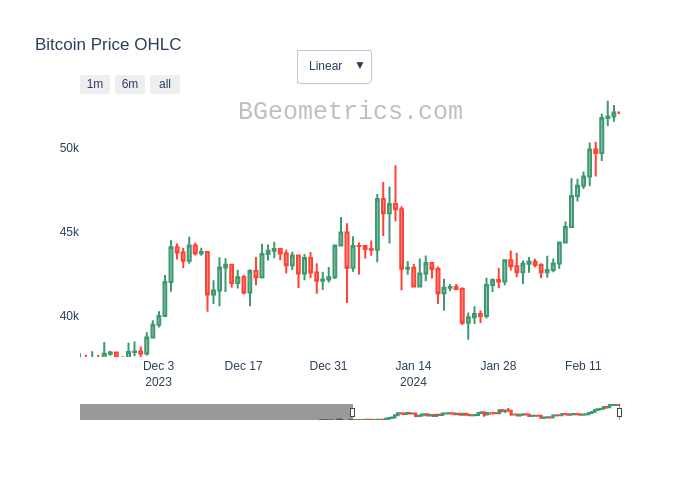 Bitcoin Price OHLC
Linear ▼
1m 6m all
BGeometrics.com
50k
45k
40k
Dec 3 Dec 17 Dec 31 Jan 14 Jan 28 Feb 11
2023 2024